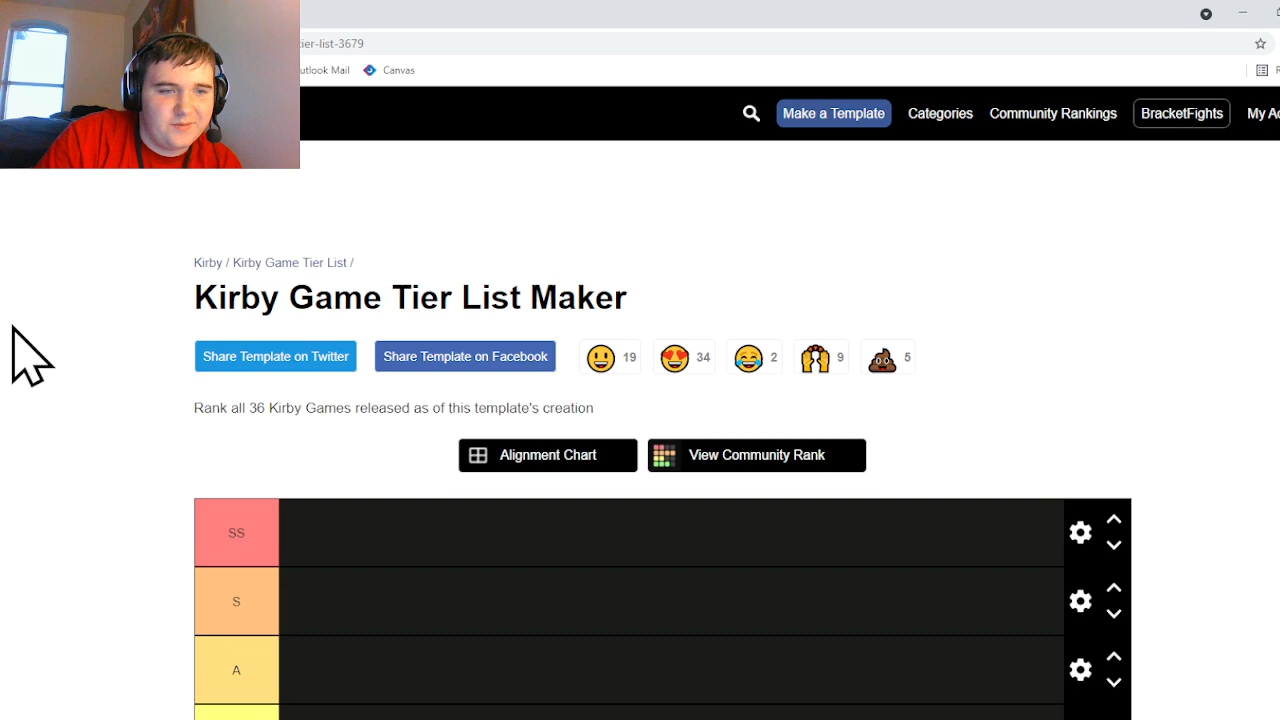 ier-list-3679
utlook Mail Canvas
Make a Template Categories Community Rankings BracketFights My Ac
Kirby / Kirby Game Tier List /
Kirby Game Tier List Maker
Share Template on Twitter Share Template on Facebook 19 34 2 9 5
Rank all 36 Kirby Games released as of this template's creation
Alignment Chart View Community Rank
SS
S
A